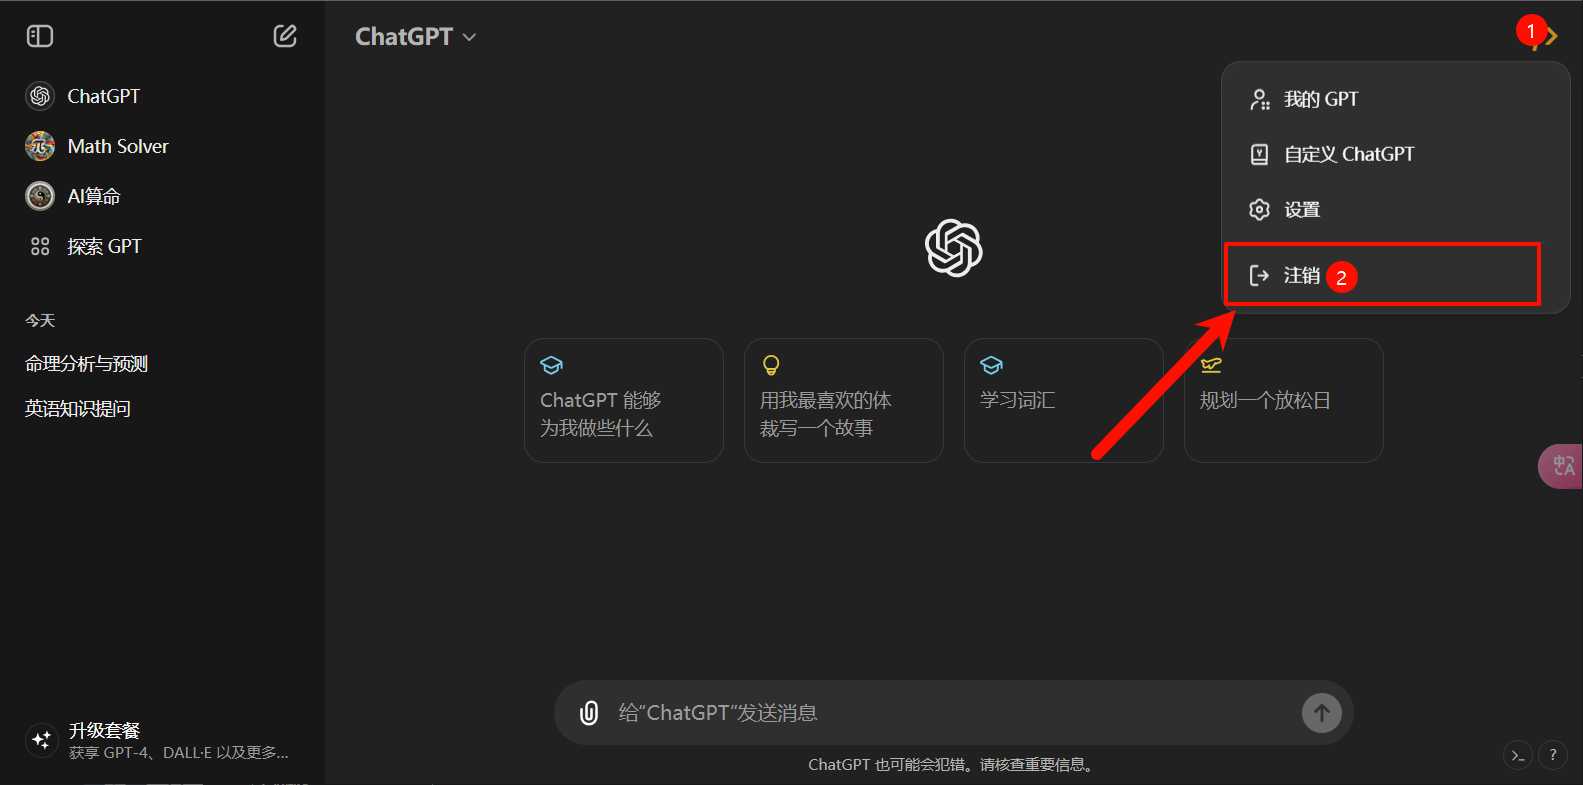 ChatGPT
Math Solver
AI算命
探索 GPT
今天
命理分析与预测
英语知识提问
升级套餐
获享 GPT-4、DALL·E 以及更多...
ChatGPT
1
我的 GPT
自定义 ChatGPT
设置
注销 2
ChatGPT 能够
为我做些什么
用我最喜欢的体
裁写一个故事
学习词汇
规划一个放松日
中A
给“ChatGPT”发送消息
ChatGPT 也可能会犯错。请核查重要信息。
>_
?